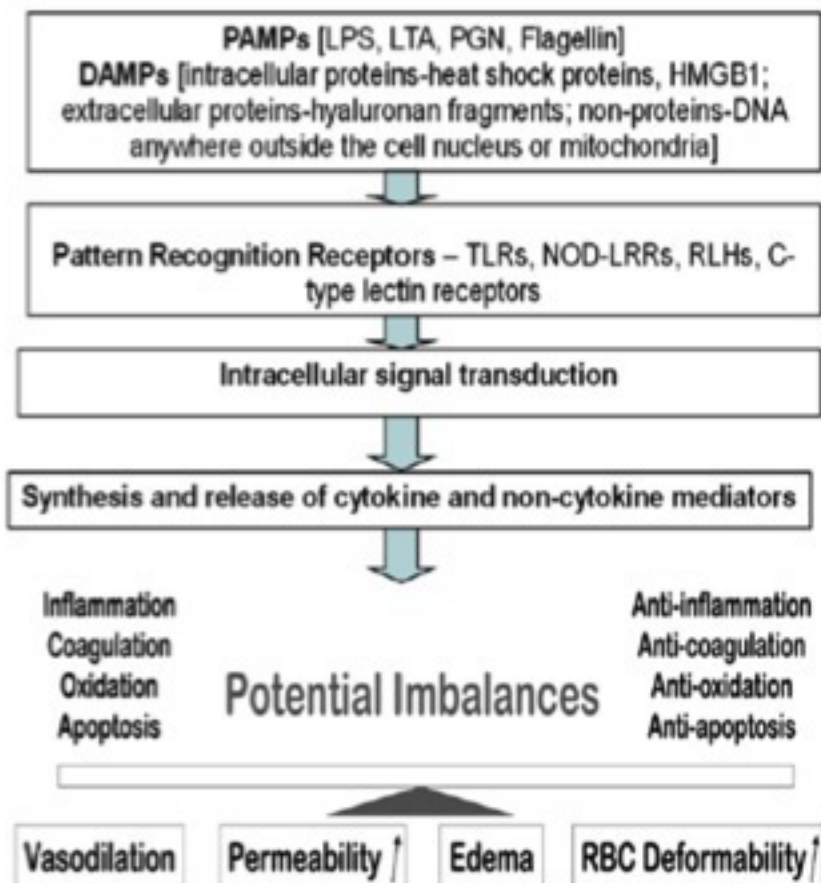 PAMPs [LPS, LTA, PGN, Flagellin]
DAMPs [intracellular proteins-heat shock proteins, HMGB1;
extracellular proteins-hyaluronan fragments; non-proteins-DNA
anywhere outside the cell nucleus or mitochondria]
Pattern Recognition Receptors – TLRs, NOD-LRRs, RLHs, C-
type lectin receptors
Intracellular signal transduction
Synthesis and release of cytokine and non-cytokine mediators
Inflammation
Coagulation
Oxidation
Apoptosis
Potential Imbalances
Anti-inflammation
Anti-coagulation
Anti-oxidation
Anti-apoptosis
Vasodilation
Permeability ↑
Edema
RBC Deformability ↑